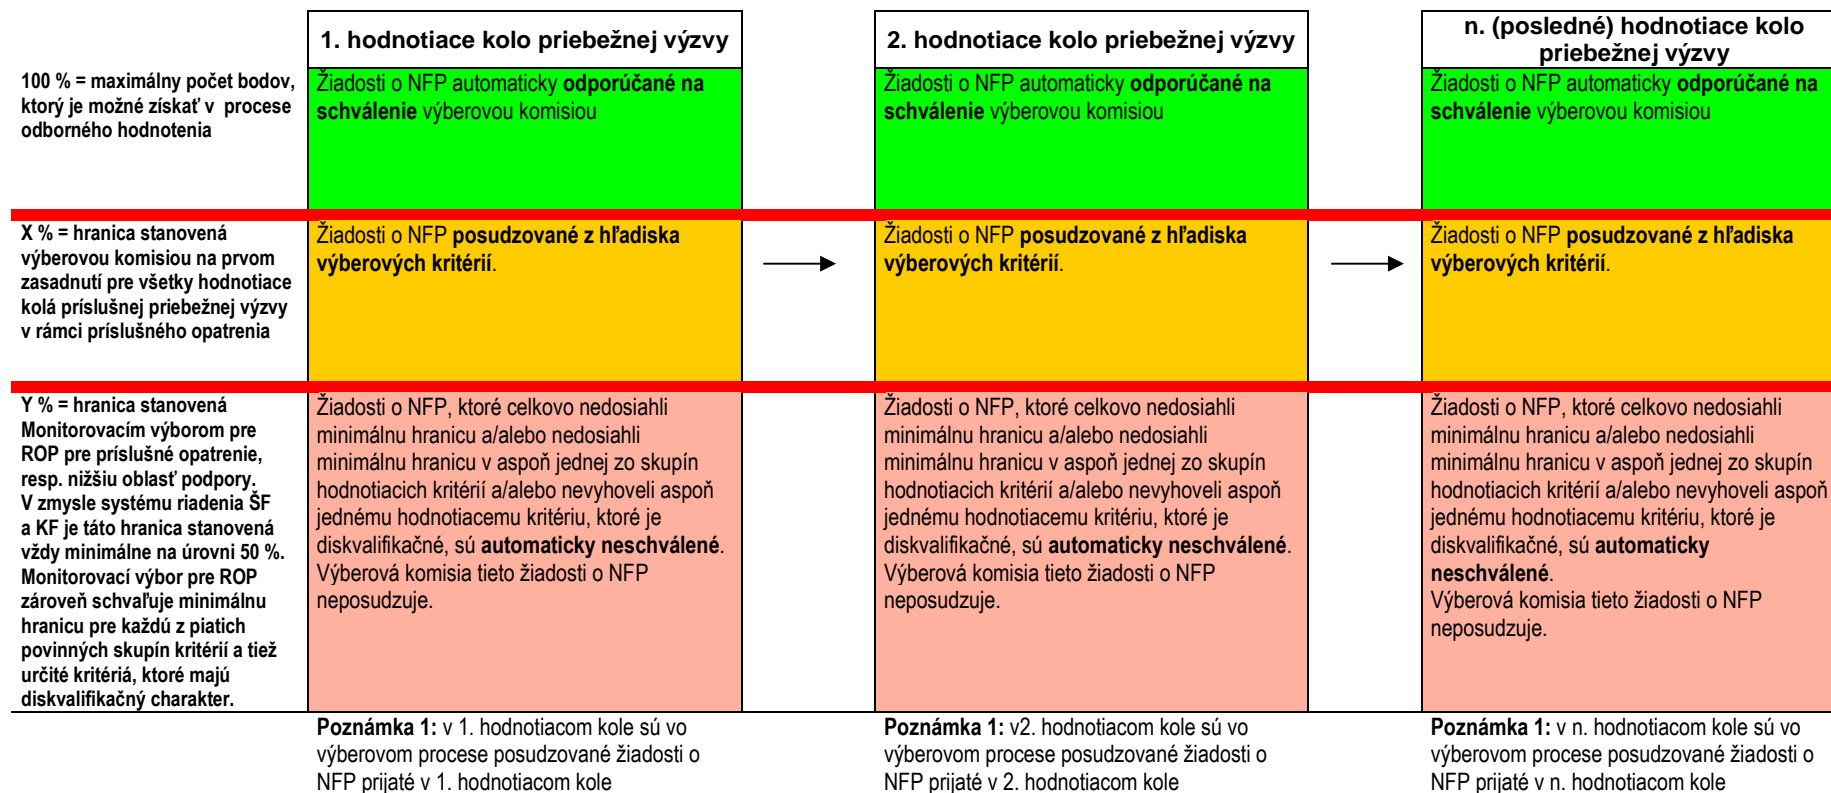 1. hodnotiace kolo priebežnej výzvy
2. hodnotiace kolo priebežnej výzvy
n. (posledné) hodnotiace kolo
priebežnej výzvy
100 % = maximálny počet bodov,
ktorý je možné získať v  procese
odborného hodnotenia
Žiadosti o NFP automaticky odporúčané na
schválenie výberovou komisiou
Žiadosti o NFP automaticky odporúčané na
schválenie výberovou komisiou
Žiadosti o NFP automaticky odporúčané na
schválenie výberovou komisiou
X % = hranica stanovená
výberovou komisiou na prvom
zasadnutí pre všetky hodnotiace
kolá príslušnej priebežnej výzvy
v rámci príslušného opatrenia
Žiadosti o NFP posudzované z hľadiska
výberových kritérií.
Žiadosti o NFP posudzované z hľadiska
výberových kritérií.
Žiadosti o NFP posudzované z hľadiska
výberových kritérií.
Y % = hranica stanovená
Monitorovacím výborom pre
ROP pre príslušné opatrenie,
resp. nižšiu oblasť podpory.
V zmysle systému riadenia ŠF
a KF je táto hranica stanovená
vždy minimálne na úrovni 50 %.
Monitorovací výbor pre ROP
zároveň schvaľuje minimálnu
hranicu pre každú z piatich
povinných skupín kritérií a tiež
určité kritériá, ktoré majú
diskvalifikačný charakter.
Žiadosti o NFP, ktoré celkovo nedosiahli
minimálnu hranicu a/alebo nedosiahli
minimálnu hranicu v aspoň jednej zo skupín
hodnotiacich kritérií a/alebo nevyhoveli aspoň
jednému hodnotiacemu kritériu, ktoré je
diskvalifikačné, sú automaticky neschválené.
Výberová komisia tieto žiadosti o NFP
neposudzuje.
Žiadosti o NFP, ktoré celkovo nedosiahli
minimálnu hranicu a/alebo nedosiahli
minimálnu hranicu v aspoň jednej zo skupín
hodnotiacich kritérií a/alebo nevyhoveli aspoň
jednému hodnotiacemu kritériu, ktoré je
diskvalifikačné, sú automaticky neschválené.
Výberová komisia tieto žiadosti o NFP
neposudzuje.
Žiadosti o NFP, ktoré celkovo nedosiahli
minimálnu hranicu a/alebo nedosiahli
minimálnu hranicu v aspoň jednej zo skupín
hodnotiacich kritérií a/alebo nevyhoveli aspoň
jednému hodnotiacemu kritériu, ktoré je
diskvalifikačné, sú automaticky
neschválené.
Výberová komisia tieto žiadosti o NFP
neposudzuje.
Poznámka 1: v 1. hodnotiacom kole sú vo
výberovom procese posudzované žiadosti o
NFP prijaté v 1. hodnotiacom kole
Poznámka 1: v2. hodnotiacom kole sú vo
výberovom procese posudzované žiadosti o
NFP prijaté v 2. hodnotiacom kole
Poznámka 1: v n. hodnotiacom kole sú vo
výberovom procese posudzované žiadosti o
NFP prijaté v n. hodnotiacom kole